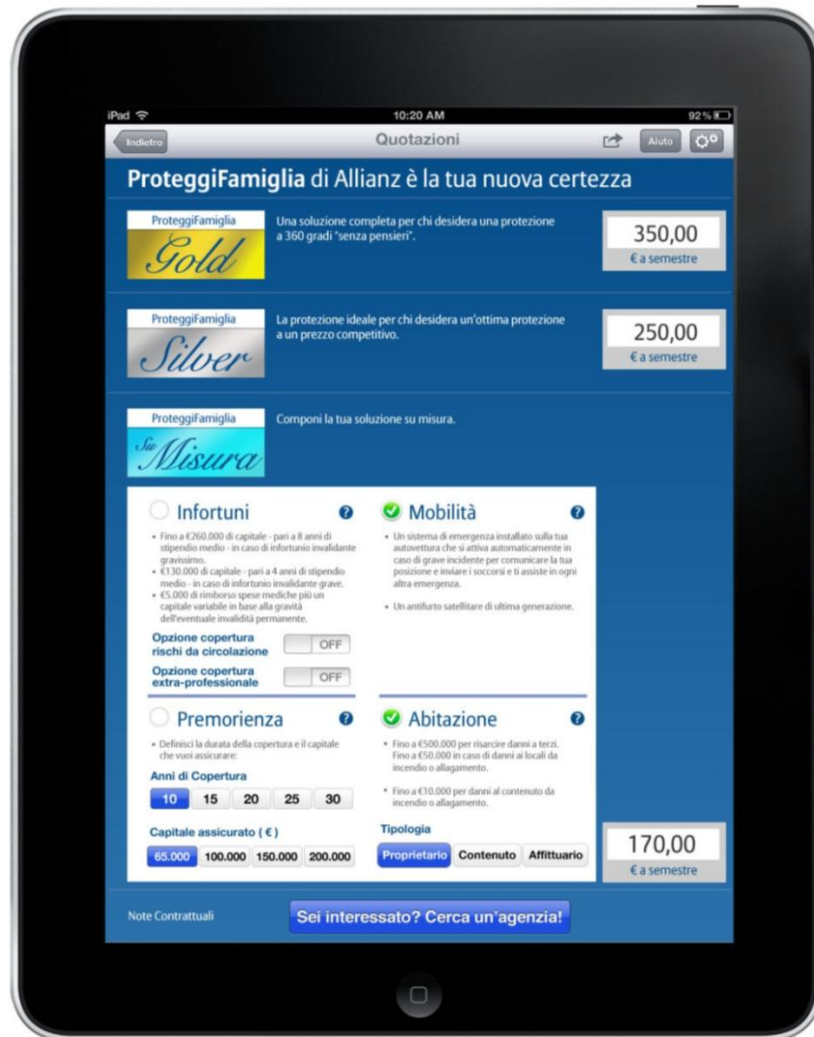 iPad
10:20 AM
92%
Indietro
Quotazioni
Aiuto
ProteggiFamiglia di Allianz è la tua nuova certezza
ProteggiFamiglia
Gold
Una soluzione completa per chi desidera una protezione
a 360 gradi "senza pensieri".
350,00
€ a semestre
ProteggiFamiglia
Silver
La protezione ideale per chi desidera un'ottima protezione
a un prezzo competitivo.
250,00
€ a semestre
ProteggiFamiglia
Su Misura
Componi la tua soluzione su misura.
Infortuni
• Fino a €260.000 di capitale - pari a 8 anni di
stipendio medio - in caso di infortunio invalidante
gravissimo.
• €130.000 di capitale - pari a 4 anni di stipendio
medio - in caso di infortunio invalidante grave.
• €5.000 di rimborso spese mediche più un
capitale variabile in base alla gravità
dell'eventuale invalidità permanente.
Opzione copertura
rischi da circolazione
OFF
Opzione copertura
extra-professionale
OFF
Mobilità
• Un sistema di emergenza installato sulla tua
autovettura che si attiva automaticamente in
caso di grave incidente per comunicare la tua
posizione e inviare i soccorsi e ti assiste in ogni
altra emergenza.
• Un antifurto satellitare di ultima generazione.
Premorienza
• Definisci la durata della copertura e il capitale
che vuoi assicurare:
Anni di Copertura
10 15 20 25 30
Capitale assicurato ( € )
65.000 100.000 150.000 200.000
Abitazione
• Fino a €500.000 per risarcire danni a terzi.
Fino a €50.000 in caso di danni ai locali da
incendio o allagamento.
• Fino a €10.000 per danni al contenuto da
incendio o allagamento.
Tipologia
Proprietario Contenuto Affittuario
170,00
€ a semestre
Note Contrattuali
Sei interessato? Cerca un'agenzia!